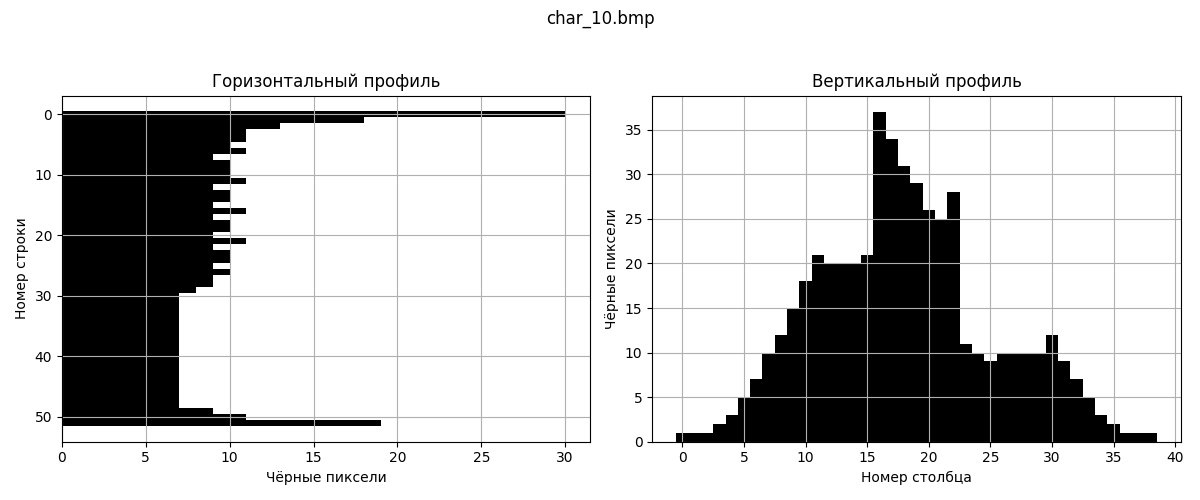 char_10.bmp
Горизонтальный профиль
Номер строки
0
10
20
30
40
50
0 5 10 15 20 25 30
Чёрные пиксели
Вертикальный профиль
Чёрные пиксели
35
30
25
20
15
10
5
0
0 5 10 15 20 25 30 35 40
Номер столбца